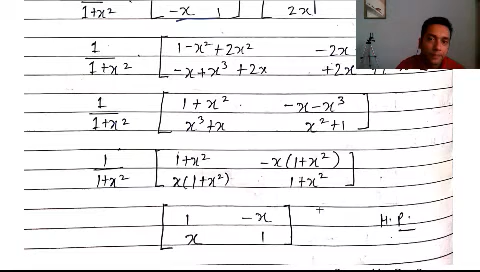 1/(1+x²) [ -x 1 ] [ 2x
1/(1+x²) [ 1-x²+2x² -2x
-x+x³+2x +2x
1/(1+x²) [ 1+x² -x-x³
x³+x x²+1 ]
1/(1+x²) [ 1+x² -x(1+x²)
x(1+x²) 1+x² ]
[ 1 -x
x 1 ] H.P.